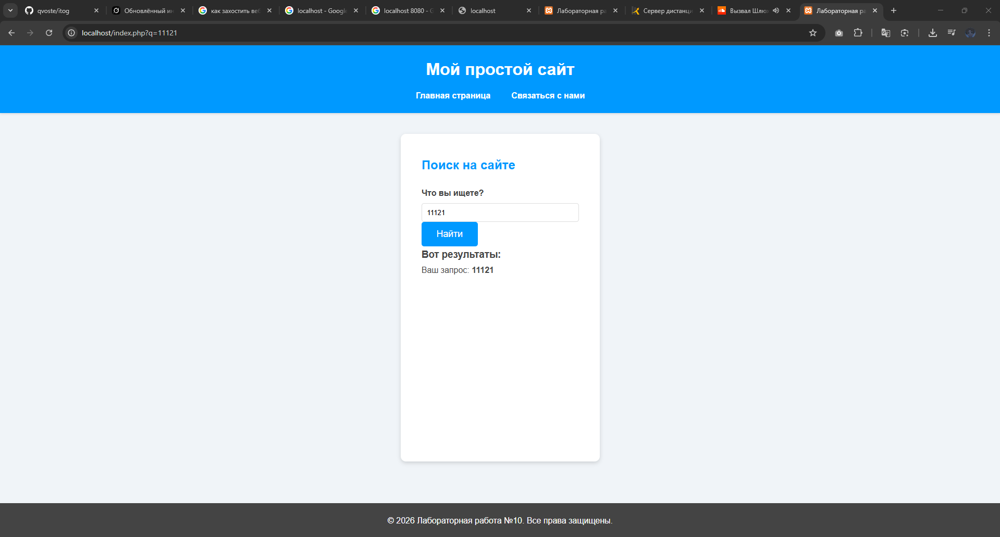 qvoste/itog
Обновлённый ин
как захостить веб
localhost - Google
localhost 8080 - G
localhost
Лабораторная ра
Сервер дистанци
Вызвал Шлюх
Лабораторная ра
localhost/index.php?q=11121
Мой простой сайт
Главная страница Связаться с нами
Поиск на сайте
Что вы ищете?
11121
Найти
Вот результаты:
Ваш запрос: 11121
© 2026 Лабораторная работа №10. Все права защищены.